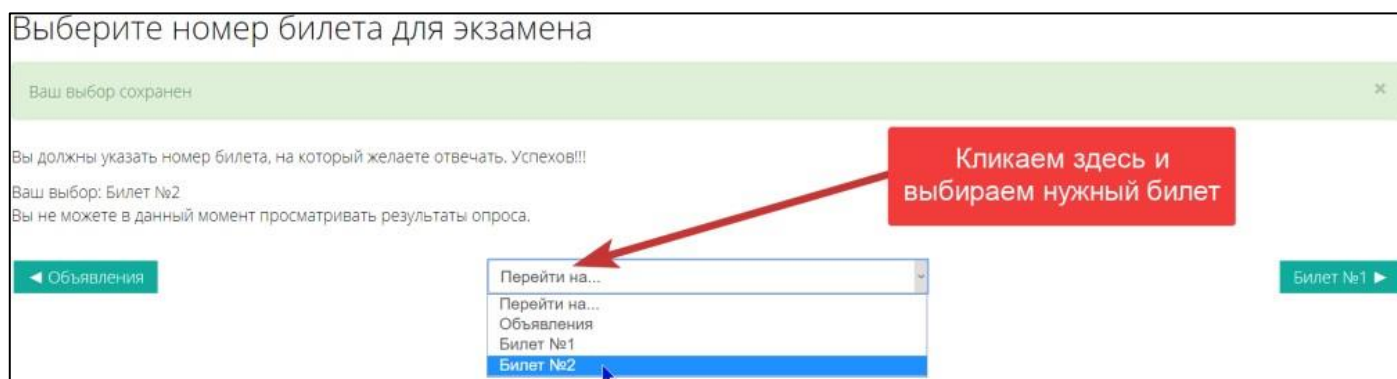 Выберите номер билета для экзамена
Ваш выбор сохранен
×
Вы должны указать номер билета, на который желаете отвечать. Успехов!!!
Кликаем здесь и
выбираем нужный билет
Ваш выбор: Билет №2
Вы не можете в данный момент просматривать результаты опроса.
◄ Объявления
Перейти на...
Билет №1 ►
Перейти на...
Объявления
Билет №1
Билет №2